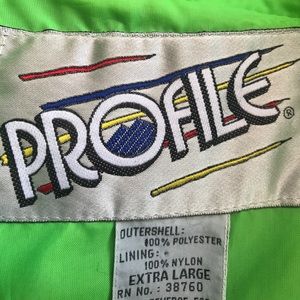 PROFILE®
OUTERSHELL:
100% POLYESTER
LINING:
100% NYLON
EXTRA LARGE
RN No.: 38760